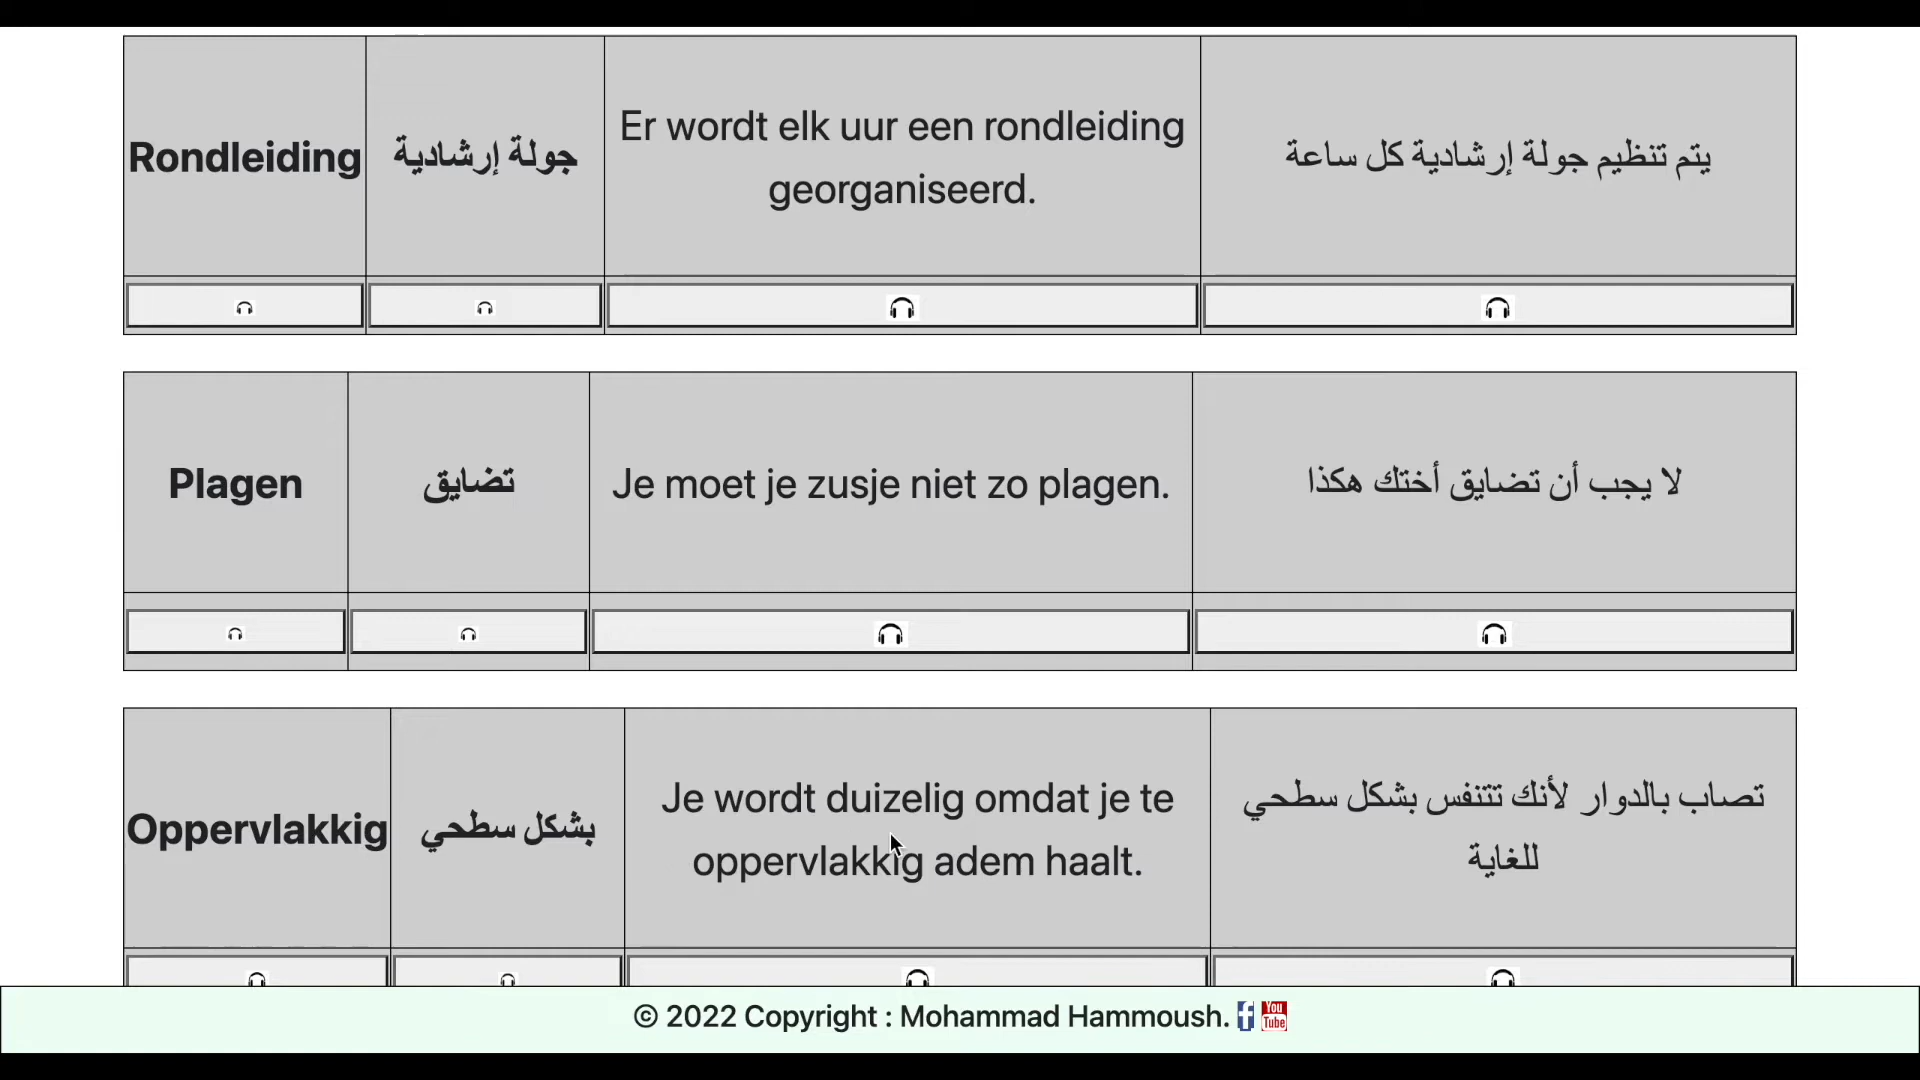 Rondleiding
جولة إرشادية
Er wordt elk uur een rondleiding
georganiseerd.
يتم تنظيم جولة إرشادية كل ساعة
Plagen
تضايق
Je moet je zusje niet zo plagen.
لا يجب أن تضايق أختك هكذا
Oppervlakkig
بشكل سطحي
Je wordt duizelig omdat je te
oppervlakkig adem haalt.
تصاب بالدوار لأنك تتنفس بشكل سطحي
للغاية
© 2022 Copyright : Mohammad Hammoush. f You Tube